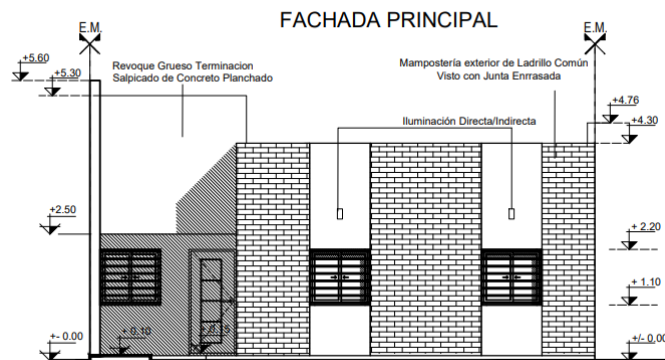 FACHADA PRINCIPAL
E.M.
E.M.
+5.60
+5.30
Revoque Grueso Terminacion
Salpicado de Concreto Planchado
Mampostería exterior de Ladrillo Común
Visto con Junta Enrrasada
+4.76
+4.30
Iluminación Directa/Indirecta
+2.50
+ 2.20
+ 1.10
+- 0.00
+ 0.10
+ 0.15
+/- 0.00